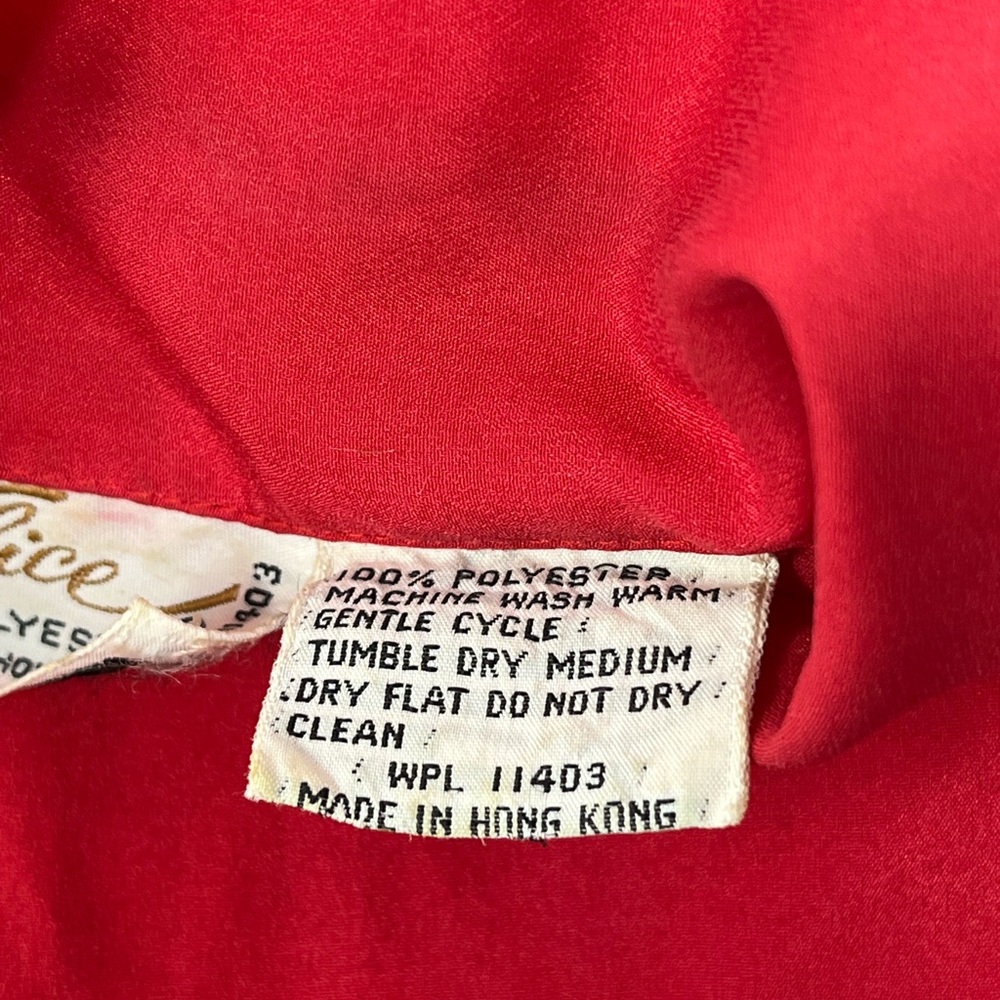 100% POLYESTER
MACHINE WASH WARM
GENTLE CYCLE
TUMBLE DRY MEDIUM
DRY FLAT DO NOT DRY
CLEAN
WPL 11403
MADE IN HONG KONG